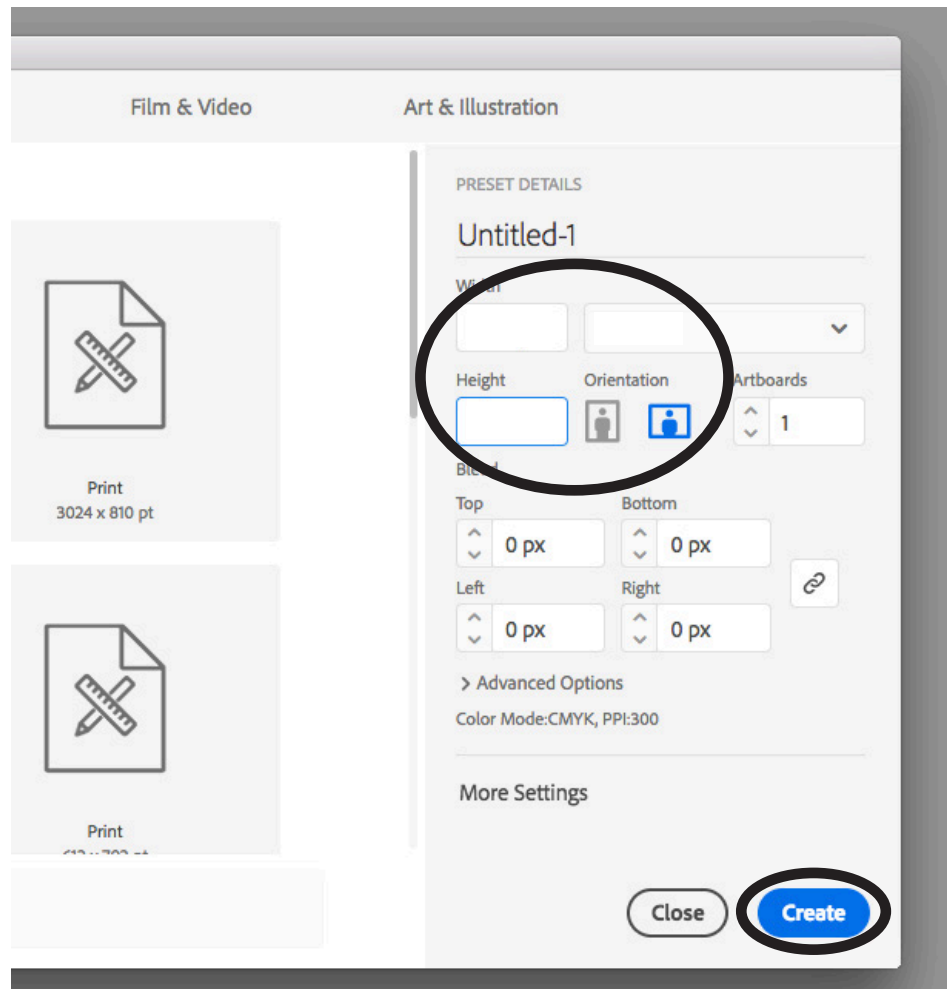 Film & Video
Art & Illustration
PRESET DETAILS
Untitled-1
Width
Height
Orientation
Artboards
1
Print
3024 x 810 pt
Bleed
Top
Bottom
0 px
0 px
Left
Right
0 px
0 px
Advanced Options
Color Mode:CMYK, PPI:300
More Settings
Print
Close
Create